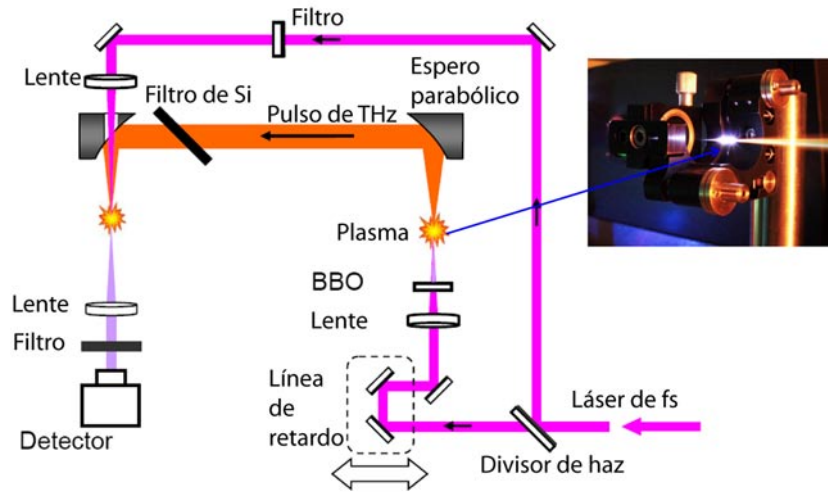 Filtro
Lente
Filtro de Si
Pulso de THz
Espero
parabólico
Plasma
BBO
Lente
Lente
Filtro
Detector
Línea
de
retardo
Láser de fs
Divisor de haz